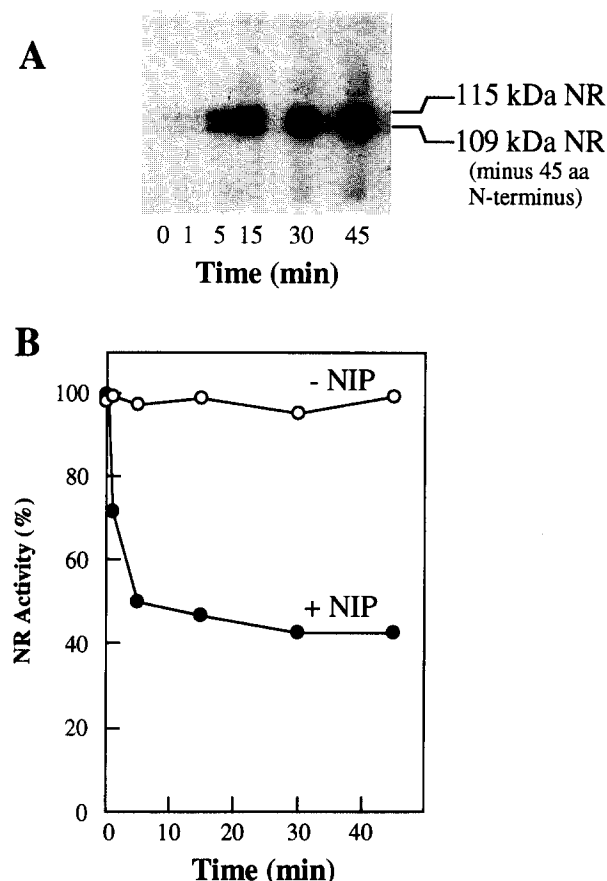 A
115 kDa NR
109 kDa NR
(minus 45 aa
N-terminus)
0 1 5 15 30 45
Time (min)
B
100
80
60
40
20
0
NR Activity (%)
- NIP
+ NIP
0 10 20 30 40
Time (min)